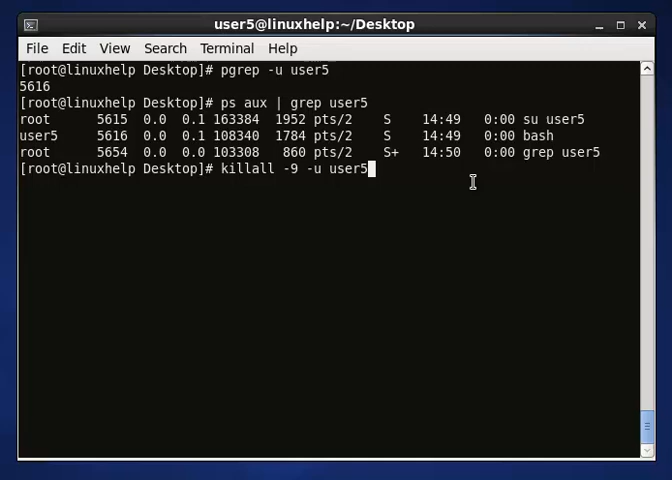 user5@linuxhelp:~/Desktop
File Edit View Search Terminal Help
[root@linuxhelp Desktop]# pgrep -u user5
5616
[root@linuxhelp Desktop]# ps aux | grep user5
root      5615  0.0  0.1 163384  1952 pts/2    S    14:49   0:00 su user5
user5     5616  0.0  0.1 108340  1784 pts/2    S    14:49   0:00 bash
root      5654  0.0  0.0 103308   860 pts/2    S+   14:50   0:00 grep user5
[root@linuxhelp Desktop]# killall -9 -u user5